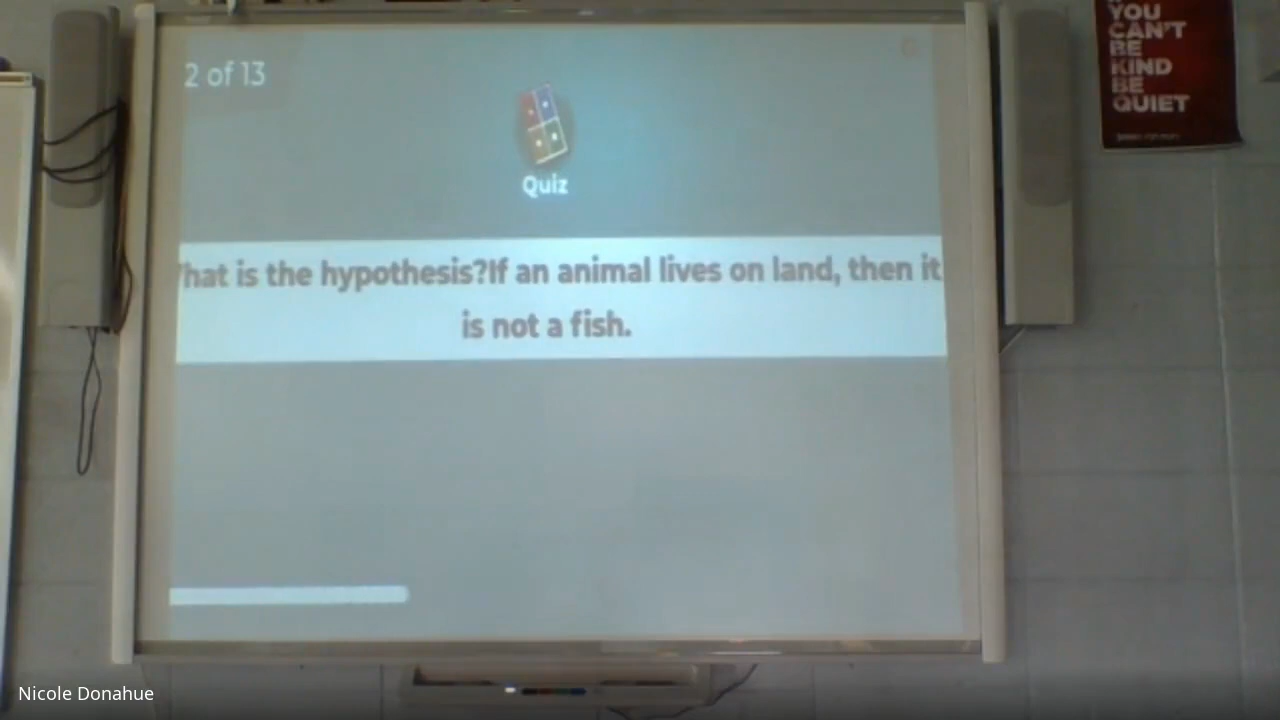 2 of 13
Quiz
hat is the hypothesis?If an animal lives on land, then it
is not a fish.
YOU
CAN'T
BE
KIND
BE
QUIET
Nicole Donahue